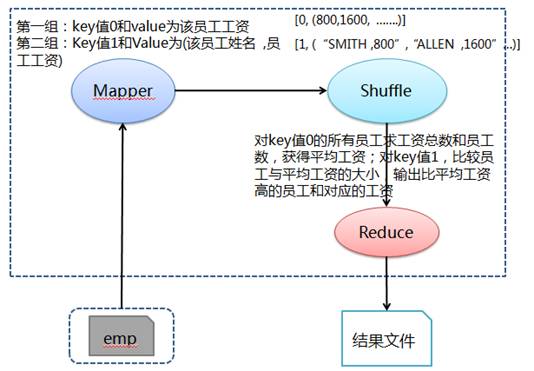 第一组：key值0和value为该员工工资
第二组：Key值1和Value为(该员工姓名 ,员
工工资)
[0, (800,1600, .......)]
[1, (“SMITH ,800”, “ALLEN ,1600”...)]
Mapper
Shuffle
对key值0的所有员工求工资总数和员工
数，获得平均工资；对key值1，比较员
工与平均工资的大小，输出比平均工资
高的员工和对应的工资
Reduce
emp
结果文件